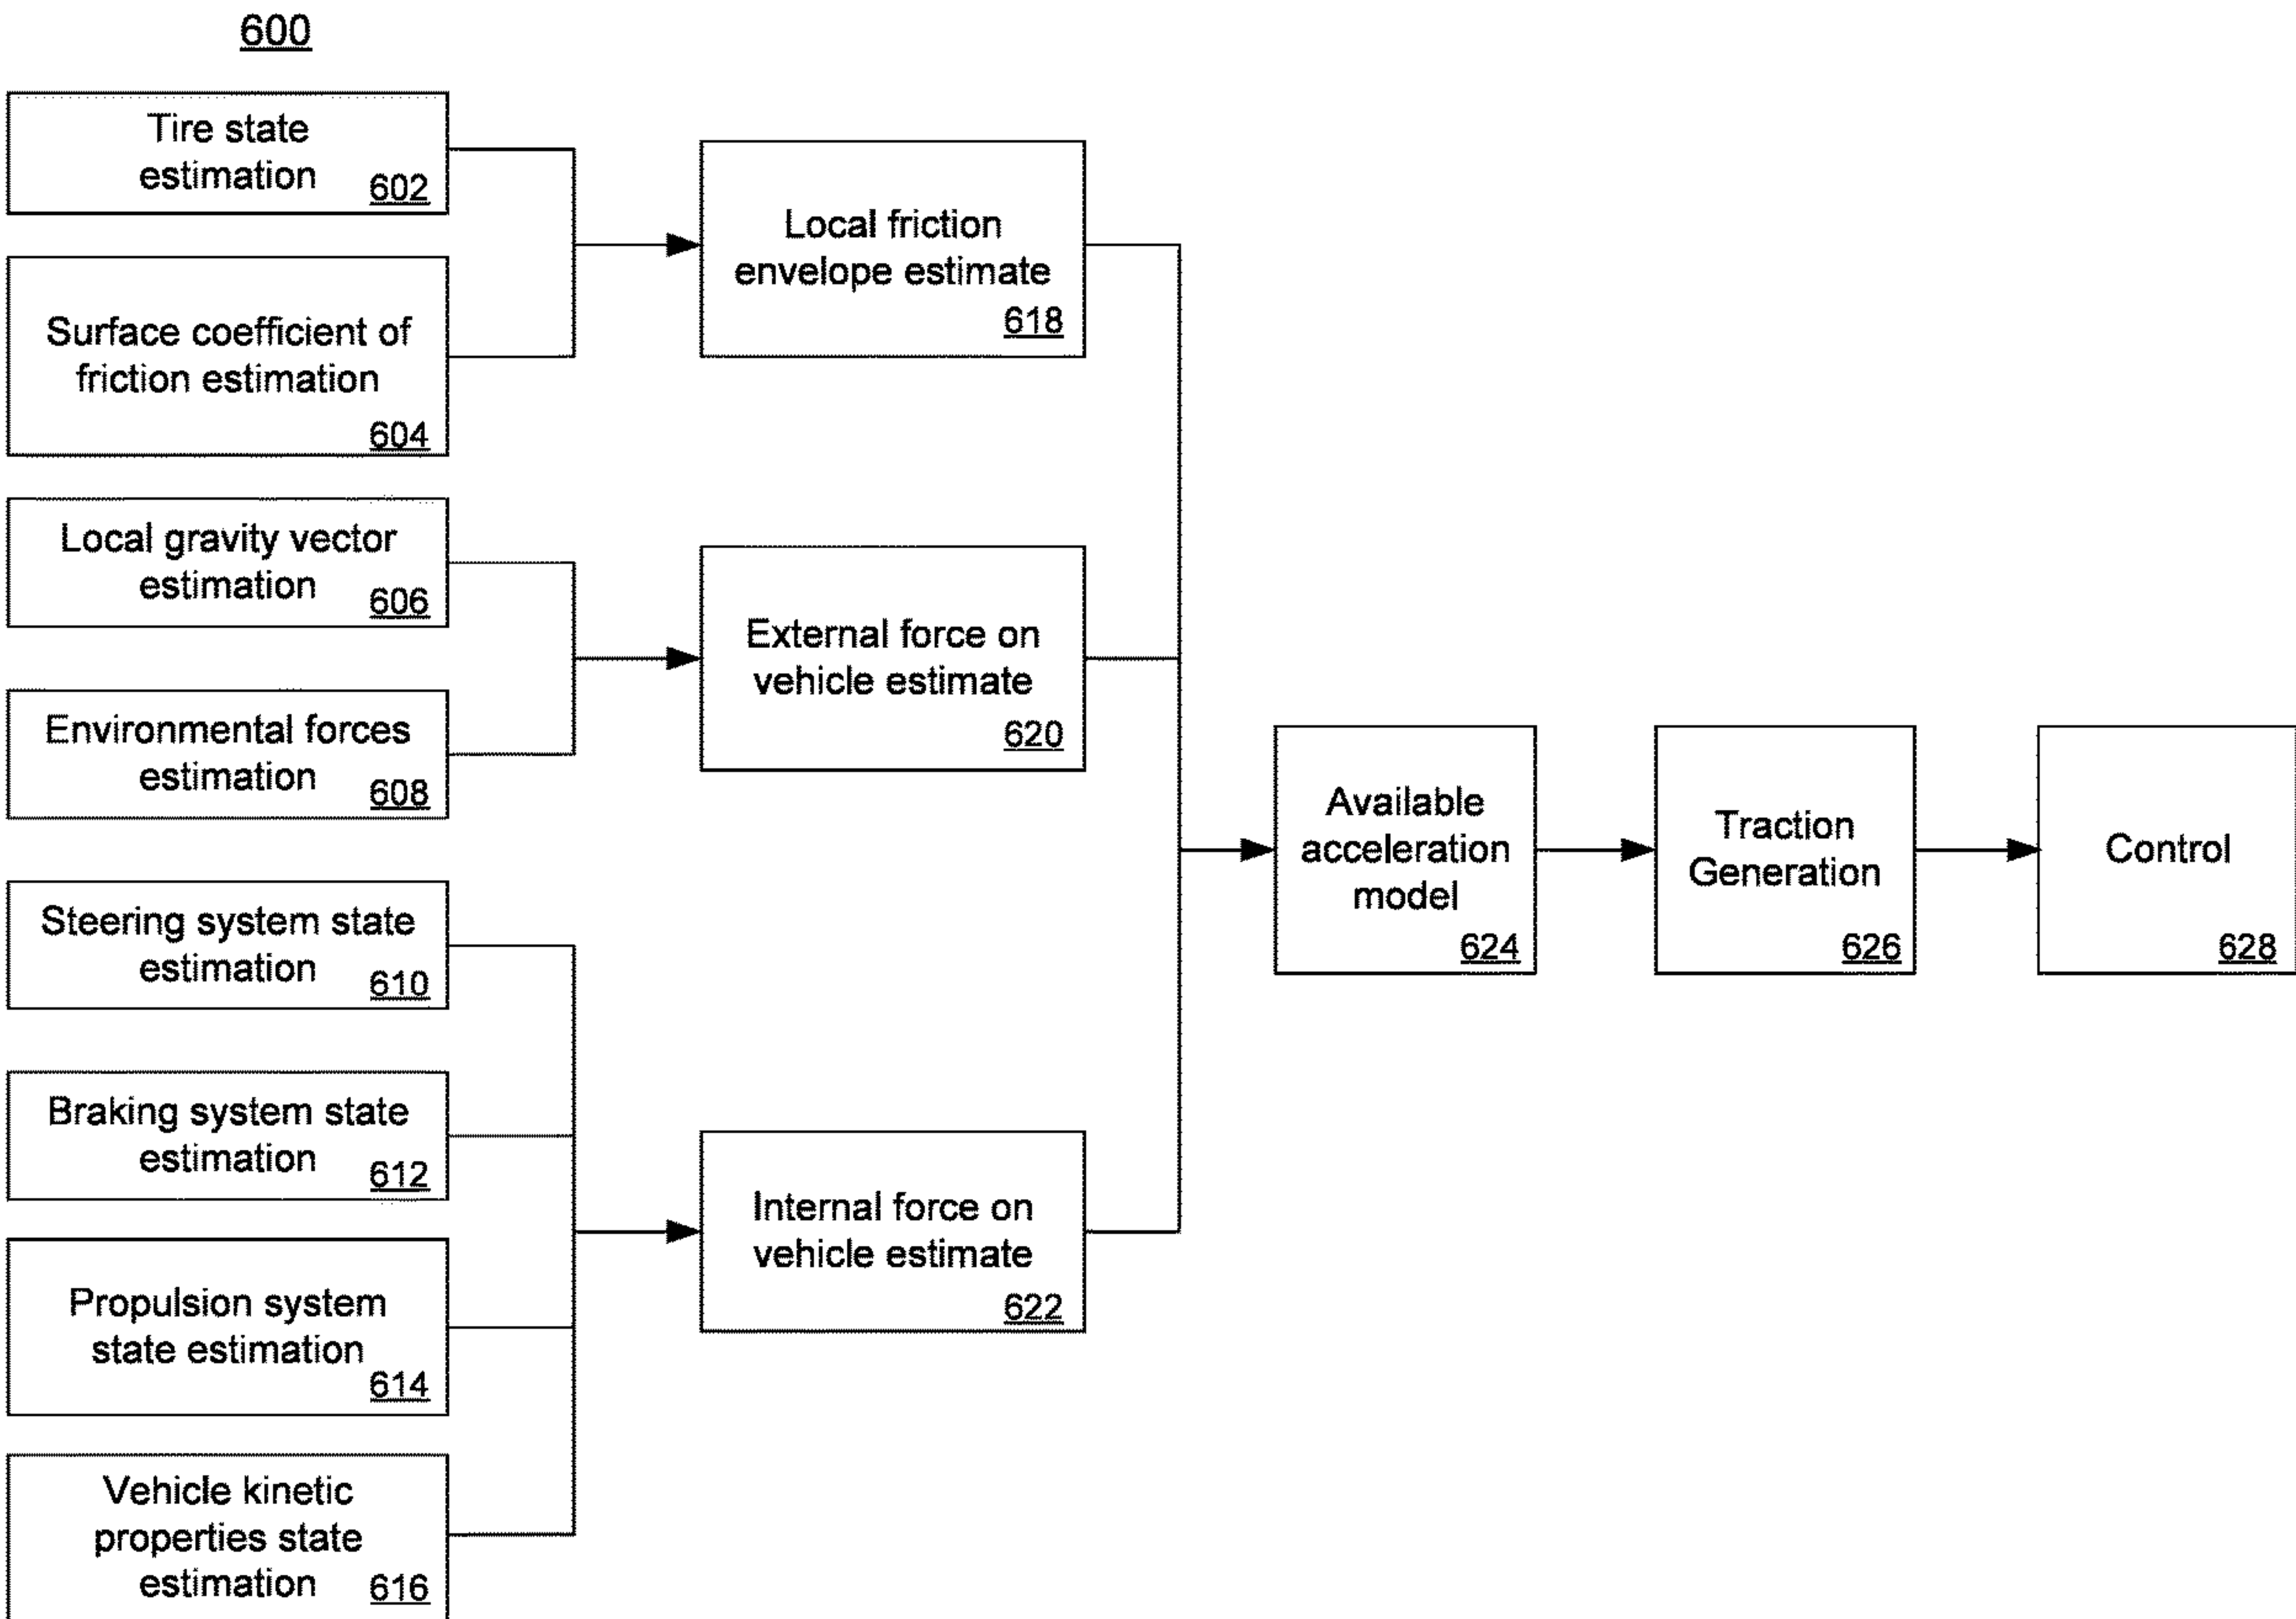 600
Tire state
estimation
602
Surface coefficient of
friction estimation
604
Local gravity vector
estimation
606
Environmental forces
estimation
608
Steering system state
estimation
610
Braking system state
estimation
612
Propulsion system
state estimation
614
Vehicle kinetic
properties state
estimation
616
Local friction
envelope estimate
618
External force on
vehicle estimate
620
Internal force on
vehicle estimate
622
Available
acceleration
model
624
Traction
Generation
626
Control
628